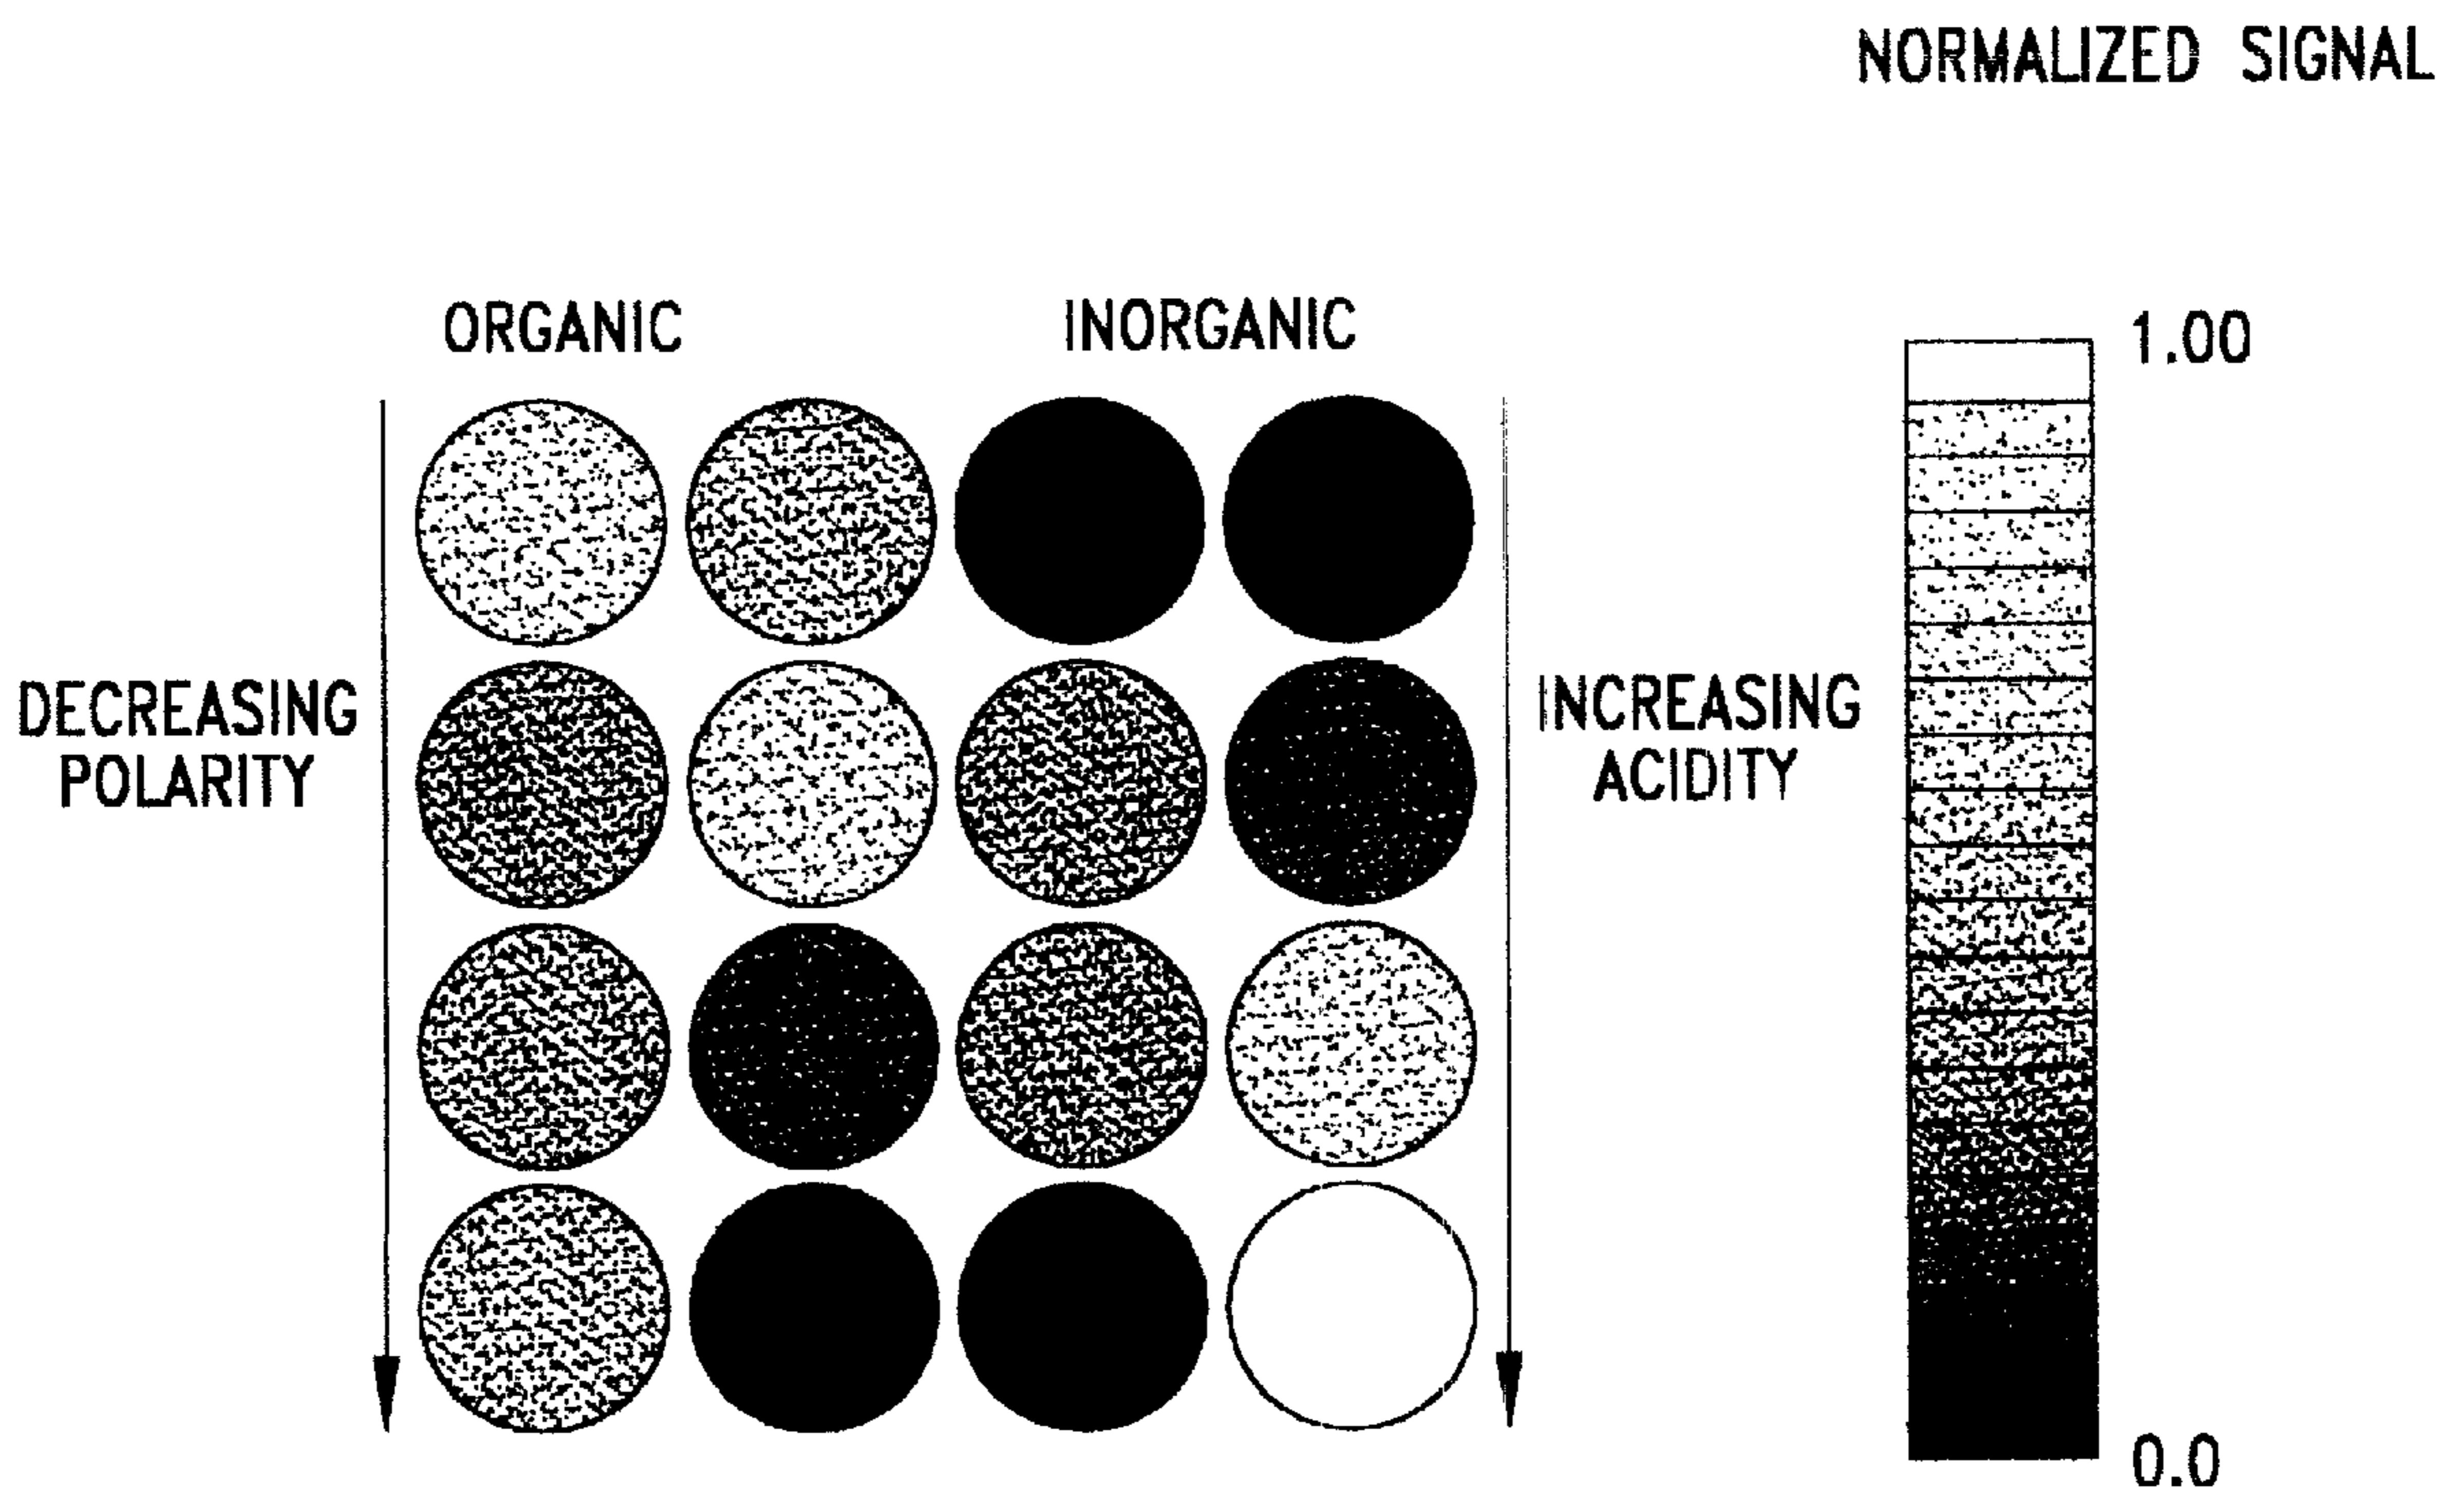 NORMALIZED SIGNAL
ORGANIC
INORGANIC
1.00
DECREASING
POLARITY
INCREASING
ACIDITY
0.0